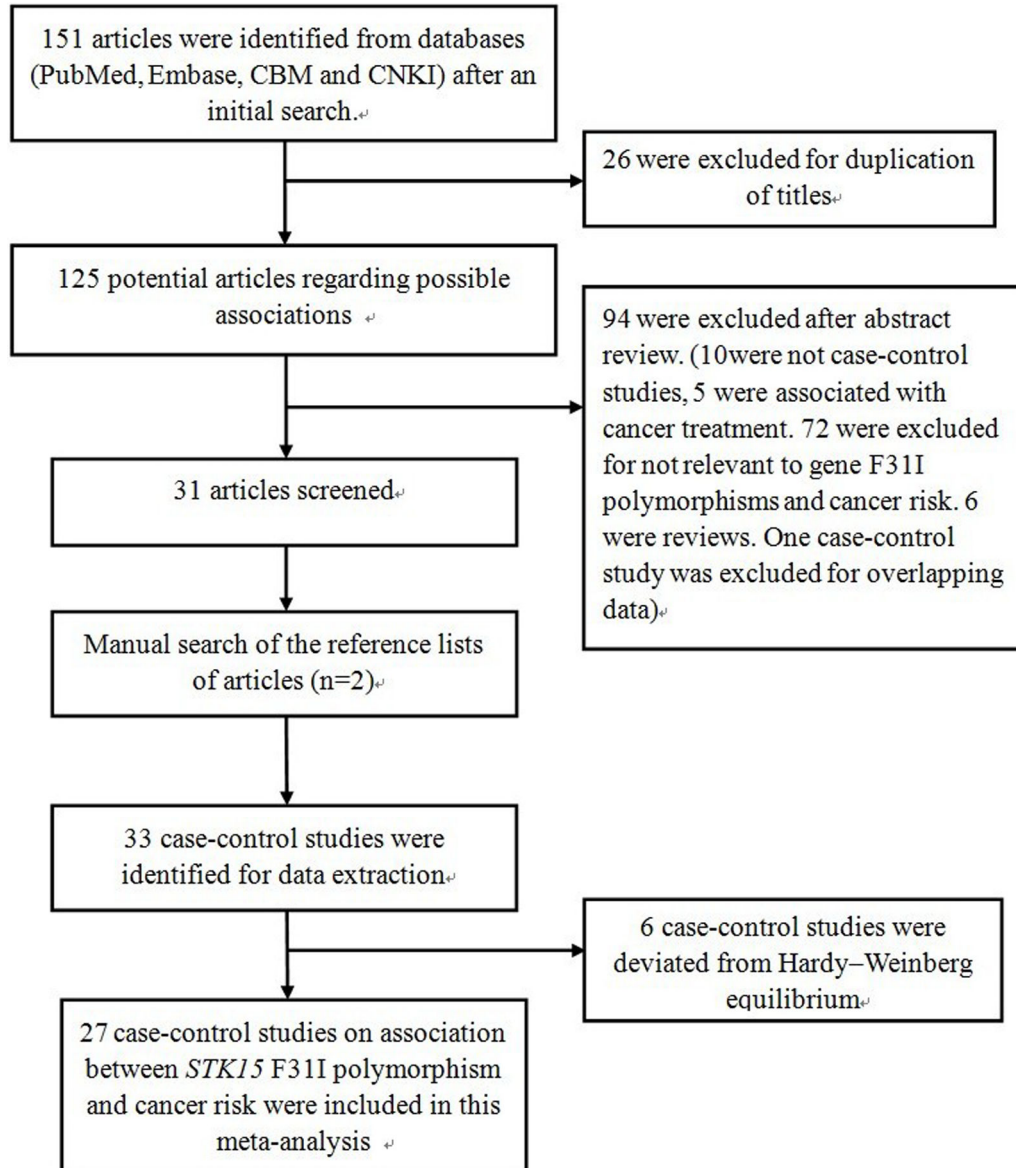 151 articles were identified from databases
(PubMed, Embase, CBM and CNKI) after an
initial search.↵
26 were excluded for duplication
of titles↵
125 potential articles regarding possible
associations ↵
94 were excluded after abstract
review. (10were not case-control
studies, 5 were associated with
cancer treatment. 72 were excluded
for not relevant to gene F31I
polymorphisms and cancer risk. 6
were reviews. One case-control
study was excluded for overlapping
data)↵
31 articles screened↵
Manual search of the reference lists
of articles (n=2)↵
33 case-control studies were
identified for data extraction↵
6 case-control studies were
deviated from Hardy–Weinberg
equilibrium↵
27 case-control studies on association
between STK15 F31I polymorphism
and cancer risk were included in this
meta-analysis ↵